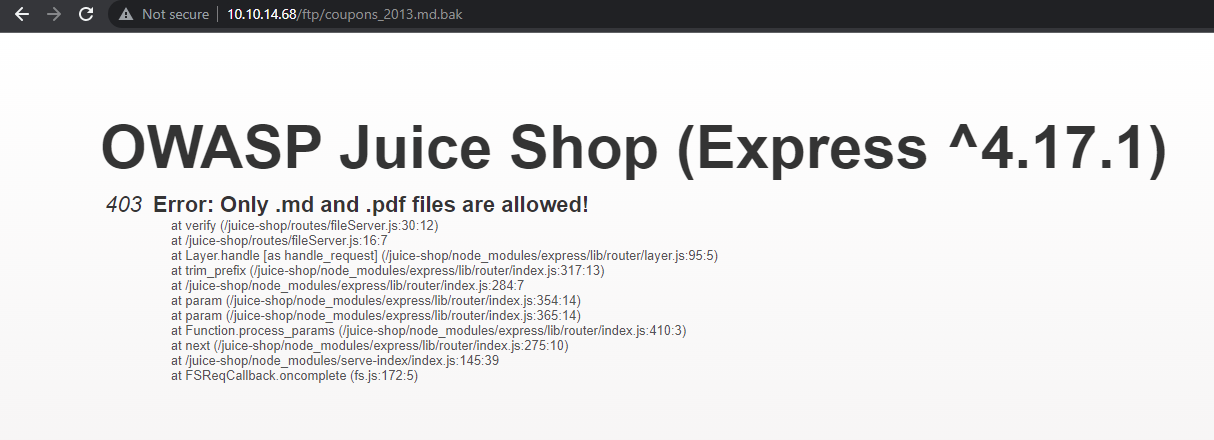 Not secure 10.10.14.68/ftp/coupons_2013.md.bak
OWASP Juice Shop (Express ^4.17.1)
403 Error: Only .md and .pdf files are allowed!
at verify (/juice-shop/routes/fileServer.js:30:12)
at /juice-shop/routes/fileServer.js:16:7
at Layer.handle [as handle_request] (/juice-shop/node_modules/express/lib/router/layer.js:95:5)
at trim_prefix (/juice-shop/node_modules/express/lib/router/index.js:317:13)
at /juice-shop/node_modules/express/lib/router/index.js:284:7
at param (/juice-shop/node_modules/express/lib/router/index.js:354:14)
at param (/juice-shop/node_modules/express/lib/router/index.js:365:14)
at Function.process_params (/juice-shop/node_modules/express/lib/router/index.js:410:3)
at next (/juice-shop/node_modules/express/lib/router/index.js:275:10)
at /juice-shop/node_modules/serve-index/index.js:145:39
at FSReqCallback.oncomplete (fs.js:172:5)